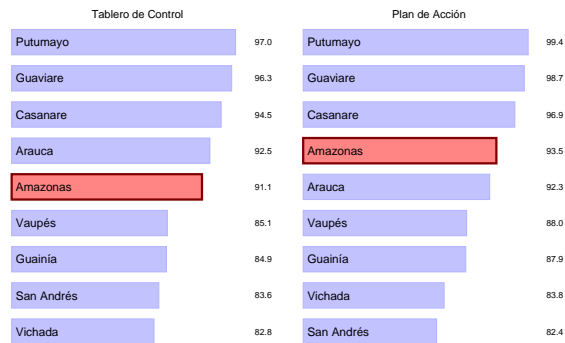 Tablero de Control
Putumayo 97.0
Guaviare 96.3
Casanare 94.5
Arauca 92.5
Amazonas 91.1
Vaupés 85.1
Guainía 84.9
San Andrés 83.6
Vichada 82.8
Plan de Acción
Putumayo 99.4
Guaviare 98.7
Casanare 96.9
Amazonas 93.5
Arauca 92.3
Vaupés 88.0
Guainía 87.9
Vichada 83.8
San Andrés 82.4